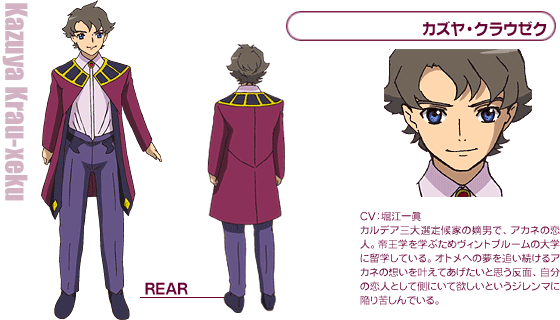 Kazuya Krau-xeku
カズヤ・クラウゼク
REAR
CV:堀江一眞
カルデア三大選定候家の嫡男で、アカネの恋
人。帝王学を学ぶためヴィントブルームの大学
に留学している。オトメへの夢を追い続けるア
カネの想いを叶えてあげたいと思う反面、自分
の恋人として側にいて欲しいというジレンマに
陥り苦しんでいる。